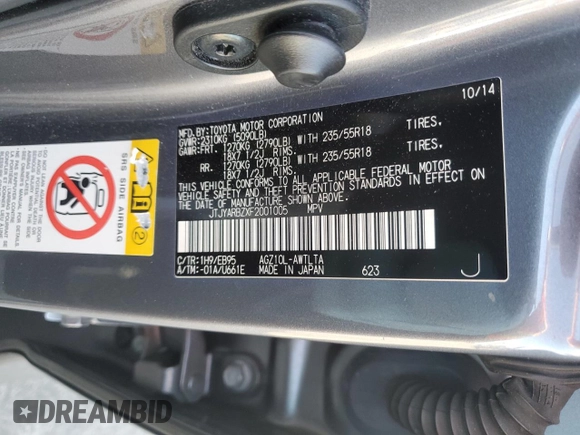 10/14
MFD.BY:TOYOTA MOTOR CORPORATION
GVWR:2310KG (5090LB)
GAWR:FR. 1270KG (2790LB) WITH 235/55R18 TIRES.
18X7 1/2J RIMS.
RR. 1270KG (2790LB) WITH 235/55R18 TIRES.
18X7 1/2J RIMS.
THIS VEHICLE CONFORMS TO ALL APPLICABLE FEDERAL MOTOR
VEHICLE SAFETY, BUMPER, AND THEFT PREVENTION STANDARDS IN EFFECT ON
THE DATE OF MANUFACTURE SHOWN ABOVE.
JTJYARBZXF2001005 MPV
C/TR:1H9/EB95 AGZ10L-AWTLTA
A/TM:-01A/U661E MADE IN JAPAN 623 J
SRS SIDE AIRBAG
DREAMBID